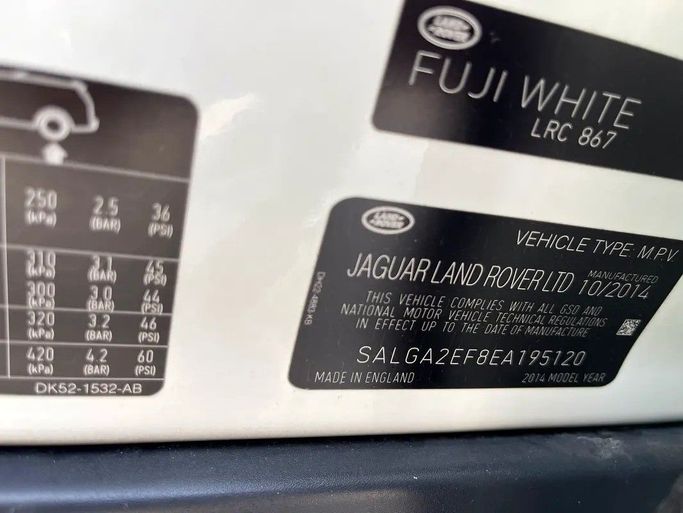 250 2.5 36
(kPa) (BAR) (PSI)
310 3.1 45
(kPa) (BAR) (PSI)
300 3.0 44
(kPa) (BAR) (PSI)
320 3.2 46
(kPa) (BAR) (PSI)
420 4.2 60
(kPa) (BAR) (PSI)
DK52-1532-AB
LAND
ROVER
FUJI WHITE
LRC 867
LAND
ROVER
VEHICLE TYPE: M.P.V
JAGUAR LAND ROVER LTD MANUFACTURED 10/2014
THIS VEHICLE COMPLIES WITH ALL GSO AND
NATIONAL MOTOR VEHICLE TECHNICAL REGULATIONS
IN EFFECT UP TO THE DATE OF MANUFACTURE
SALGA2EF8EA195120
MADE IN ENGLAND 2014 MODEL YEAR